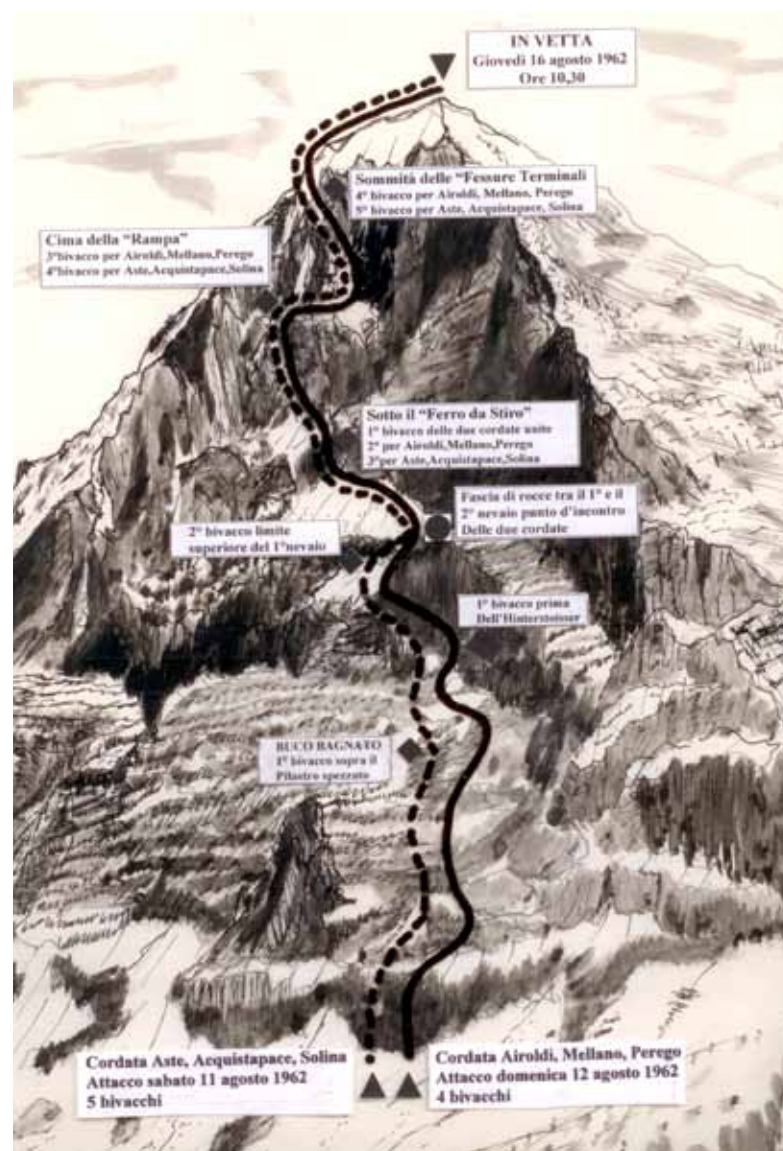 IN VETTA
Giovedì 16 agosto 1962
Ore 10,30
Sommità delle "Fessure Terminali
4° bivacco per Airoldi, Mellano, Perego
5° bivacco per Aste, Acquistapace, Solina
Cima della "Rampa"
3°bivacco per Airoldi,Mellano,Perego
4°bivacco per Aste,Acquistapace,Solina
Sotto il "Ferro da Stiro"
1° bivacco delle due cordate unite
2° per Airoldi,Mellano,Perego
3°per Aste,Acquistapace,Solina
Fascia di rocce tra il 1° e il
2° nevaio punto d'incontro
Delle due cordate
2° bivacco limite
superiore del 1°nevaio
1° bivacco prima
Dell'Hinterstoisser
BUCO BAGNATO
1° bivacco sopra il
Pilastro spezzato
Cordata Aste, Acquistapace, Solina
Attacco sabato 11 agosto 1962
5 bivacchi
Cordata Airoldi, Mellano, Perego
Attacco domenica 12 agosto 1962
4 bivacchi